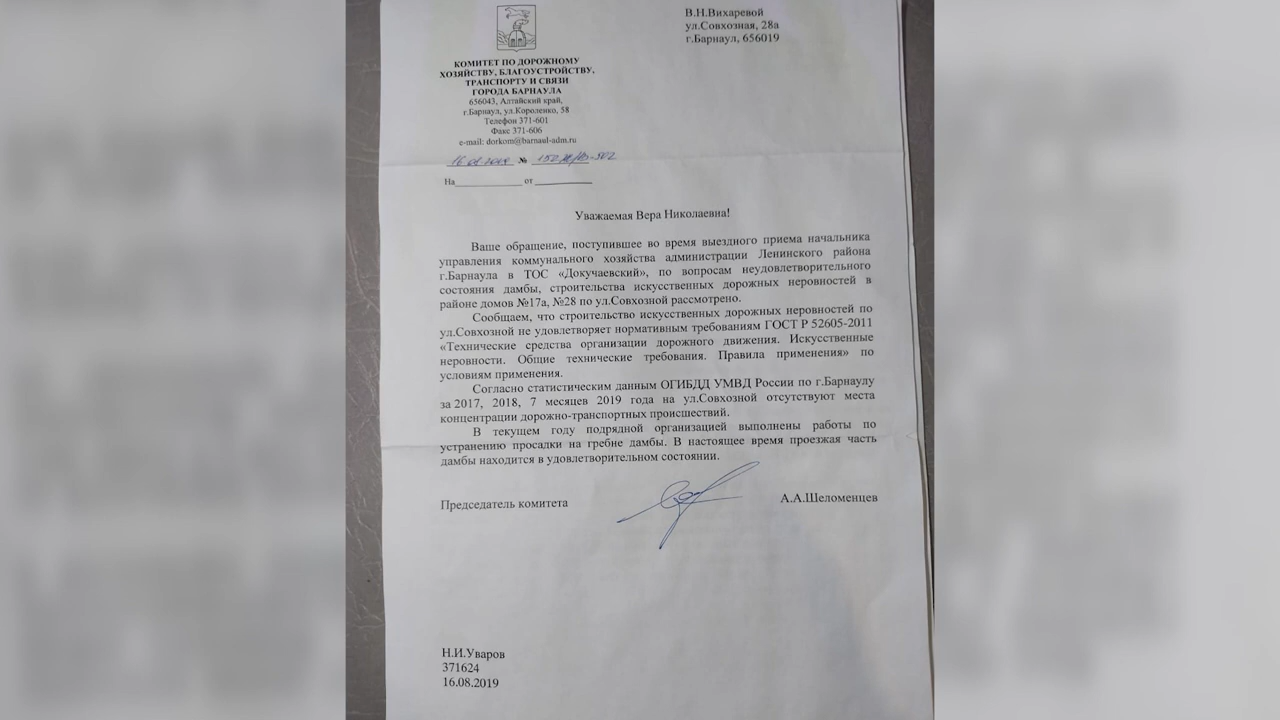 КОМИТЕТ ПО ДОРОЖНОМУ
ХОЗЯЙСТВУ, БЛАГОУСТРОЙСТВУ,
ТРАНСПОРТУ И СВЯЗИ
ГОРОДА БАРНАУЛА
656043, Алтайский край,
г.Барнаул, ул.Короленко, 58
Телефон 371-601
Факс 371-606
e-mail: dorkom@barnaul-adm.ru
№
На от
В.Н.Вихаревой
ул.Совхозная, 28а
г.Барнаул, 656019
Уважаемая Вера Николаевна!
Ваше обращение, поступившее во время выездного приема начальника
управления коммунального хозяйства администрации Ленинского района
г.Барнаула в ТОС «Докучаевский», по вопросам неудовлетворительного
состояния дамбы, строительства искусственных дорожных неровностей в
районе домов №17а, №28 по ул.Совхозной рассмотрено.
Сообщаем, что строительство искусственных дорожных неровностей по
ул.Совхозной не удовлетворяет нормативным требованиям ГОСТ Р 52605-2011
«Технические средства организации дорожного движения. Искусственные
неровности. Общие технические требования. Правила применения» по
условиям применения.
Согласно статистическим данным ОГИБДД УМВД России по г.Барнаулу
за 2017, 2018, 7 месяцев 2019 года на ул.Совхозной отсутствуют места
концентрации дорожно-транспортных происшествий.
В текущем году подрядной организацией выполнены работы по
устранению просадки на гребне дамбы. В настоящее время проезжая часть
дамбы находится в удовлетворительном состоянии.
Председатель комитета А.А.Шеломенцев
Н.И.Уваров
371624
16.08.2019